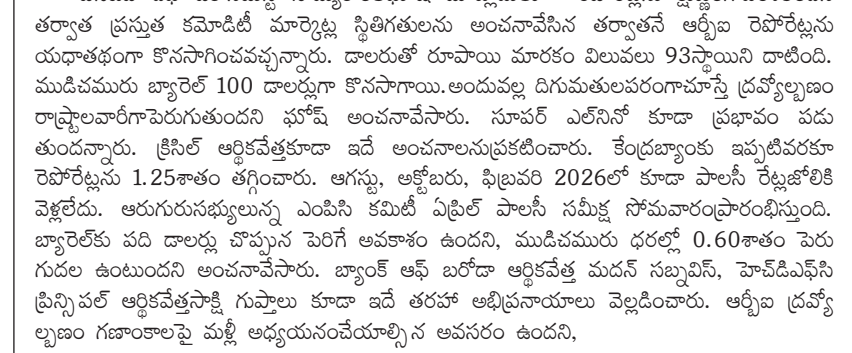 తర్వాత ప్రస్తుత కమోడిటీ మార్కెట్ల స్థితిగతులను అంచనావేసిన తర్వాతనే ఆర్బీఐ రెపోరేట్లను
యధాతథంగా కొనసాగించవచ్చన్నారు. డాలరుతో రూపాయి మారకం విలువలు 93స్థాయిని దాటింది.
ముడిచమురు బ్యారెల్ 100 డాలర్లుగా కొనసాగాయి.అందువల్ల దిగుమతులపరంగాచూస్తే ద్రవ్యోల్బణం
రాష్ట్రాలవారీగాపెరుగుతుందని ఘోష్ అంచనావేసారు. సూపర్ ఎల్‌నినో కూడా ప్రభావం పడు
తుందన్నారు. క్రిసిల్ ఆర్థికవేత్తకూడా ఇదే అంచనాలనుప్రకటించారు. కేంద్రబ్యాంకు ఇప్పటివరకూ
రెపోరేట్లను 1.25శాతం తగ్గించారు. ఆగస్టు, అక్టోబరు, ఫిబ్రవరి 2026లో కూడా పాలసీ రేట్లజోలికి
వెళ్లలేదు. ఆరుగురుసభ్యులున్న ఎంపిసి కమిటీ ఏప్రిల్ పాలసీ సమీక్ష సోమవారంప్రారంభిస్తుంది.
బ్యారెల్‌కు పది డాలర్లు చొప్పున పెరిగే అవకాశం ఉందని, ముడిచమురు ధరల్లో 0.60శాతం పెరు
గుదల ఉంటుందని అంచనావేసారు. బ్యాంక్ ఆఫ్ బరోడా ఆర్థికవేత్త మదన్ సబ్నవిస్, హెచ్‌డిఎఫ్‌సి
ప్రిన్సిపల్ ఆర్థికవేత్తసాక్షి గుప్తాలు కూడా ఇదే తరహా అభిప్రనాయాలు వెల్లడించారు. ఆర్బీఐ ద్రవ్యో
ల్బణం గణాంకాలపై మళ్లీ అధ్యయనంచేయాల్సిన అవసరం ఉందని,